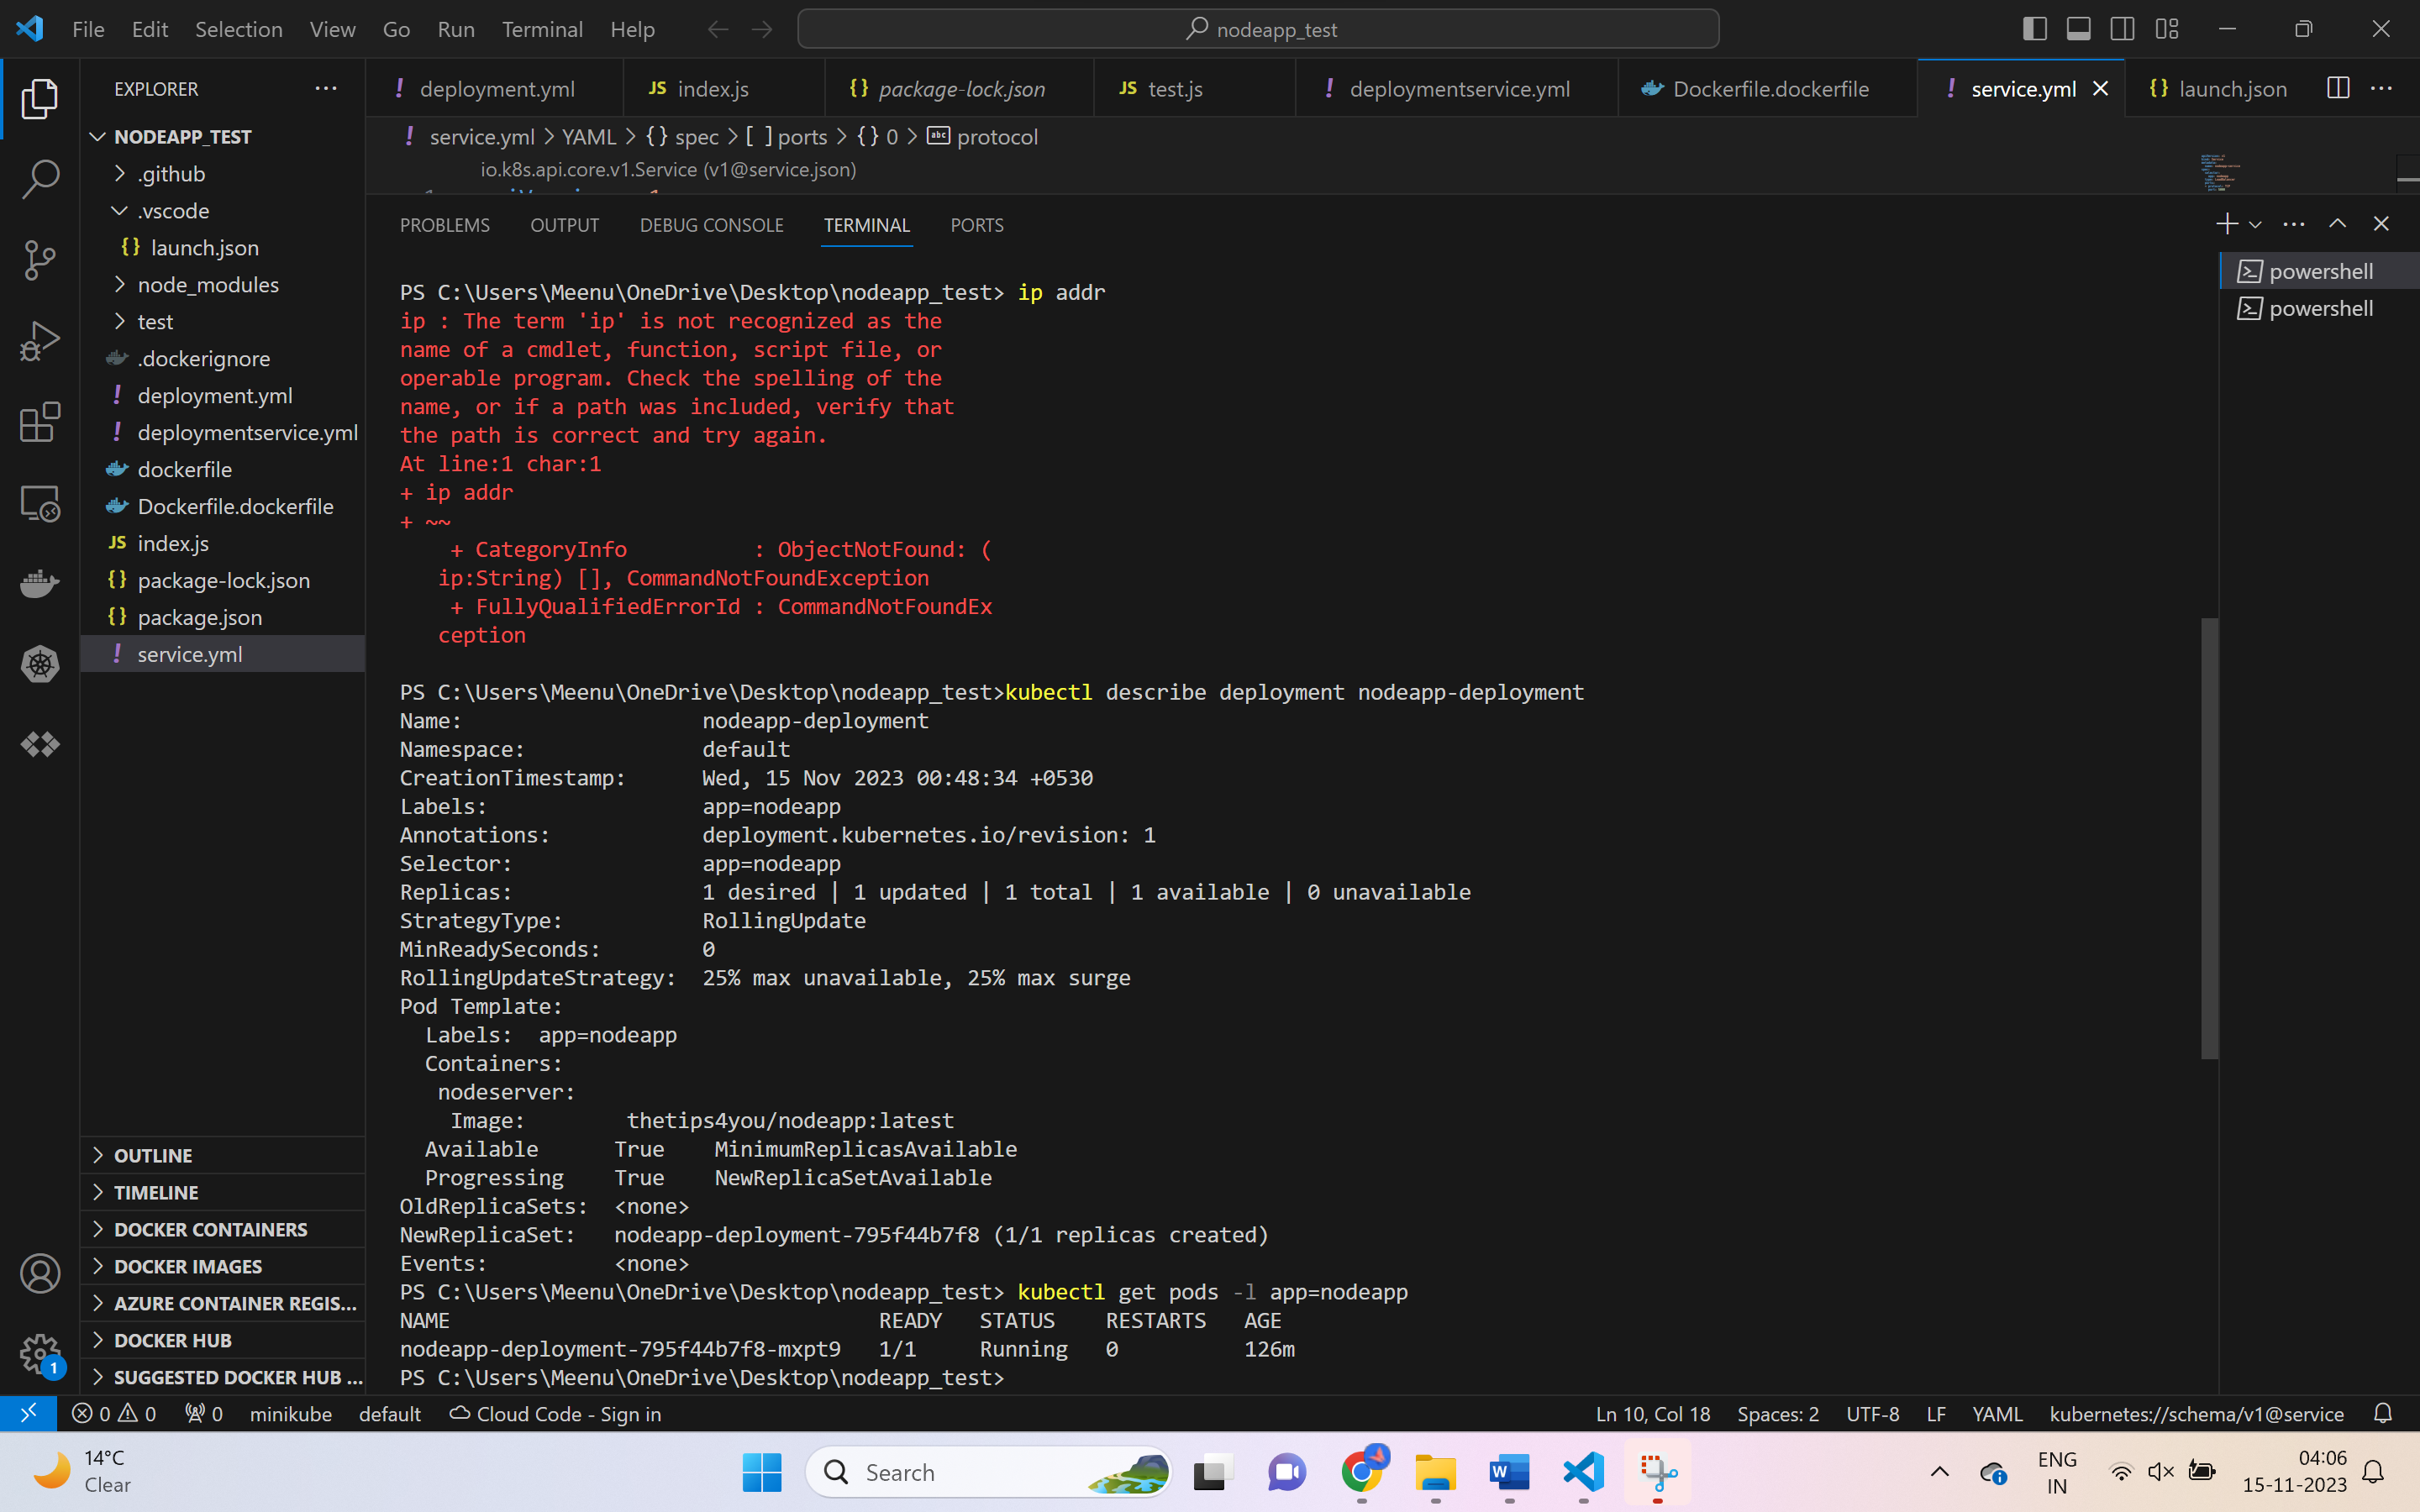 File Edit Selection View Go Run Terminal Help
nodeapp_test
EXPLORER
NODEAPP_TEST
.github
.vscode
launch.json
node_modules
test
.dockerignore
deployment.yml
deploymentservice.yml
dockerfile
Dockerfile.dockerfile
index.js
package-lock.json
package.json
service.yml
OUTLINE
TIMELINE
DOCKER CONTAINERS
DOCKER IMAGES
AZURE CONTAINER REGIS...
DOCKER HUB
SUGGESTED DOCKER HUB ...
deployment.yml index.js package-lock.json test.js deploymentservice.yml Dockerfile.dockerfile service.yml launch.json
service.yml > YAML > {} spec > [ ] ports > {} 0 > protocol
io.k8s.api.core.v1.Service (v1@service.json)
PROBLEMS OUTPUT DEBUG CONSOLE TERMINAL PORTS
powershell
powershell
PS C:\Users\Meenu\OneDrive\Desktop\nodeapp_test> ip addr
ip : The term 'ip' is not recognized as the
name of a cmdlet, function, script file, or
operable program. Check the spelling of the
name, or if a path was included, verify that
the path is correct and try again.
At line:1 char:1
+ ip addr
+ ~~
+ CategoryInfo : ObjectNotFound: (
ip:String) [], CommandNotFoundException
+ FullyQualifiedErrorId : CommandNotFoundEx
ception
PS C:\Users\Meenu\OneDrive\Desktop\nodeapp_test>kubectl describe deployment nodeapp-deployment
Name: nodeapp-deployment
Namespace: default
CreationTimestamp: Wed, 15 Nov 2023 00:48:34 +0530
Labels: app=nodeapp
Annotations: deployment.kubernetes.io/revision: 1
Selector: app=nodeapp
Replicas: 1 desired | 1 updated | 1 total | 1 available | 0 unavailable
StrategyType: RollingUpdate
MinReadySeconds: 0
RollingUpdateStrategy: 25% max unavailable, 25% max surge
Pod Template:
Labels: app=nodeapp
Containers:
nodeserver:
Image: thetips4you/nodeapp:latest
Available True MinimumReplicasAvailable
Progressing True NewReplicaSetAvailable
OldReplicaSets: <none>
NewReplicaSet: nodeapp-deployment-795f44b7f8 (1/1 replicas created)
Events: <none>
PS C:\Users\Meenu\OneDrive\Desktop\nodeapp_test> kubectl get pods -l app=nodeapp
NAME READY STATUS RESTARTS AGE
nodeapp-deployment-795f44b7f8-mxpt9 1/1 Running 0 126m
PS C:\Users\Meenu\OneDrive\Desktop\nodeapp_test>
1
0 0 0 minikube default Cloud Code - Sign in Ln 10, Col 18 Spaces: 2 UTF-8 LF YAML kubernetes://schema/v1@service
14°C
Clear
Search
ENG
IN
04:06
15-11-2023